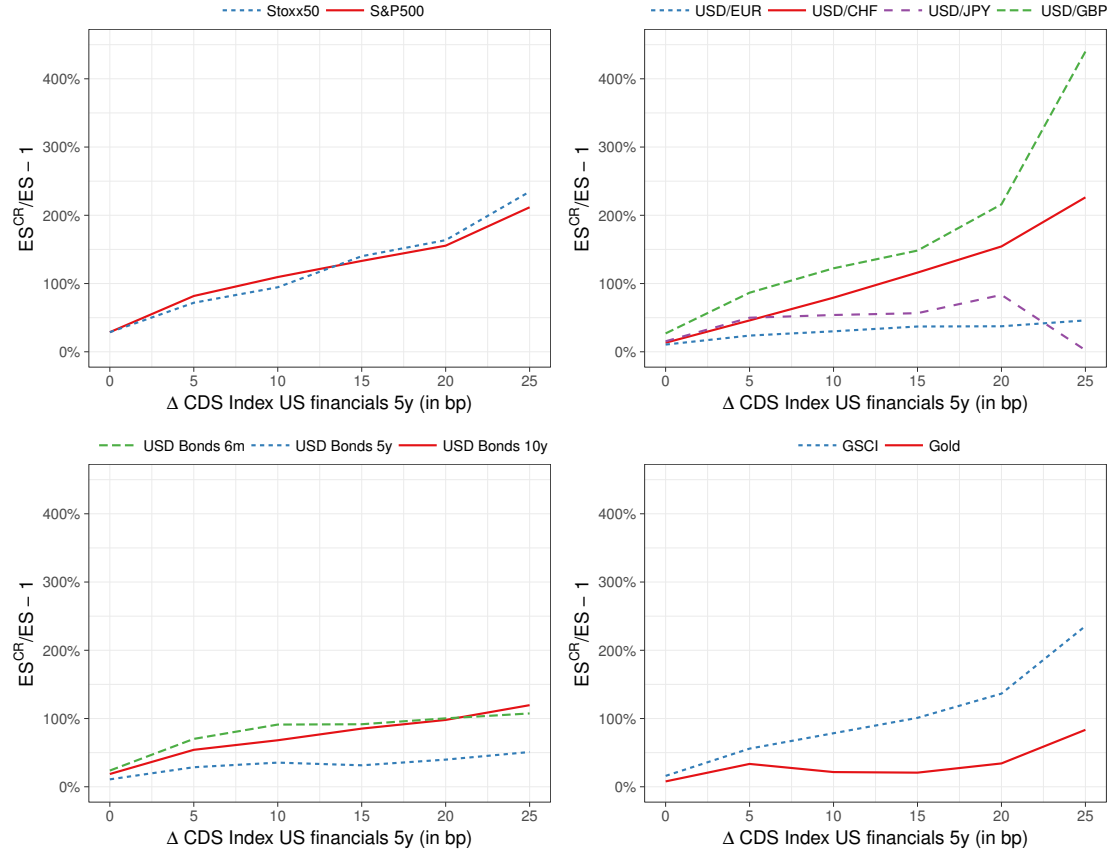 Stoxx50 S&P500
400%
300%
200%
100%
0%
ES^CR/ES − 1
0 5 10 15 20 25
Δ CDS Index US financials 5y (in bp)
USD/EUR USD/CHF USD/JPY USD/GBP
400%
300%
200%
100%
0%
ES^CR/ES − 1
0 5 10 15 20 25
Δ CDS Index US financials 5y (in bp)
USD Bonds 6m USD Bonds 5y USD Bonds 10y
400%
300%
200%
100%
0%
ES^CR/ES − 1
0 5 10 15 20 25
Δ CDS Index US financials 5y (in bp)
GSCI Gold
400%
300%
200%
100%
0%
ES^CR/ES − 1
0 5 10 15 20 25
Δ CDS Index US financials 5y (in bp)